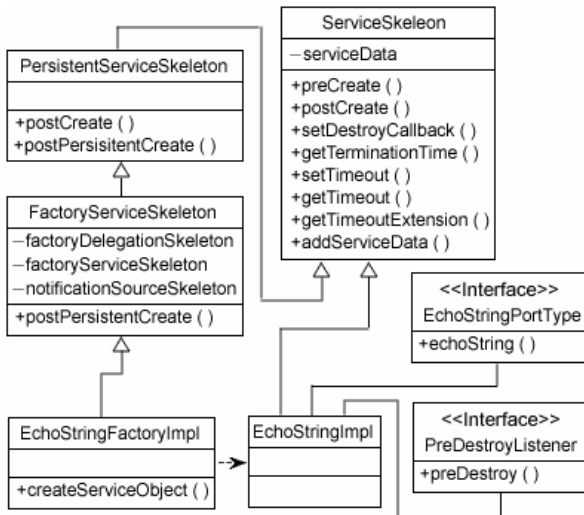 PersistentServiceSkeleton
+postCreate ( )
+postPersisitentCreate ( )
FactoryServiceSkeleton
−factoryDelegationSkeleton
−factoryServiceSkeleton
−notificationSourceSkeleton
+postPersistentCreate ( )
EchoStringFactoryImpl
+createServiceObject ( )
ServiceSkeleon
−serviceData
+preCreate ( )
+postCreate ( )
+setDestroyCallback ( )
+getTerminationTime ( )
+setTimeout ( )
+getTimeout ( )
+getTimeoutExtension ( )
+addServiceData ( )
EchoStringImpl
<<Interface>>
EchoStringPortType
+echoString ( )
<<Interface>>
PreDestroyListener
+preDestroy ( )